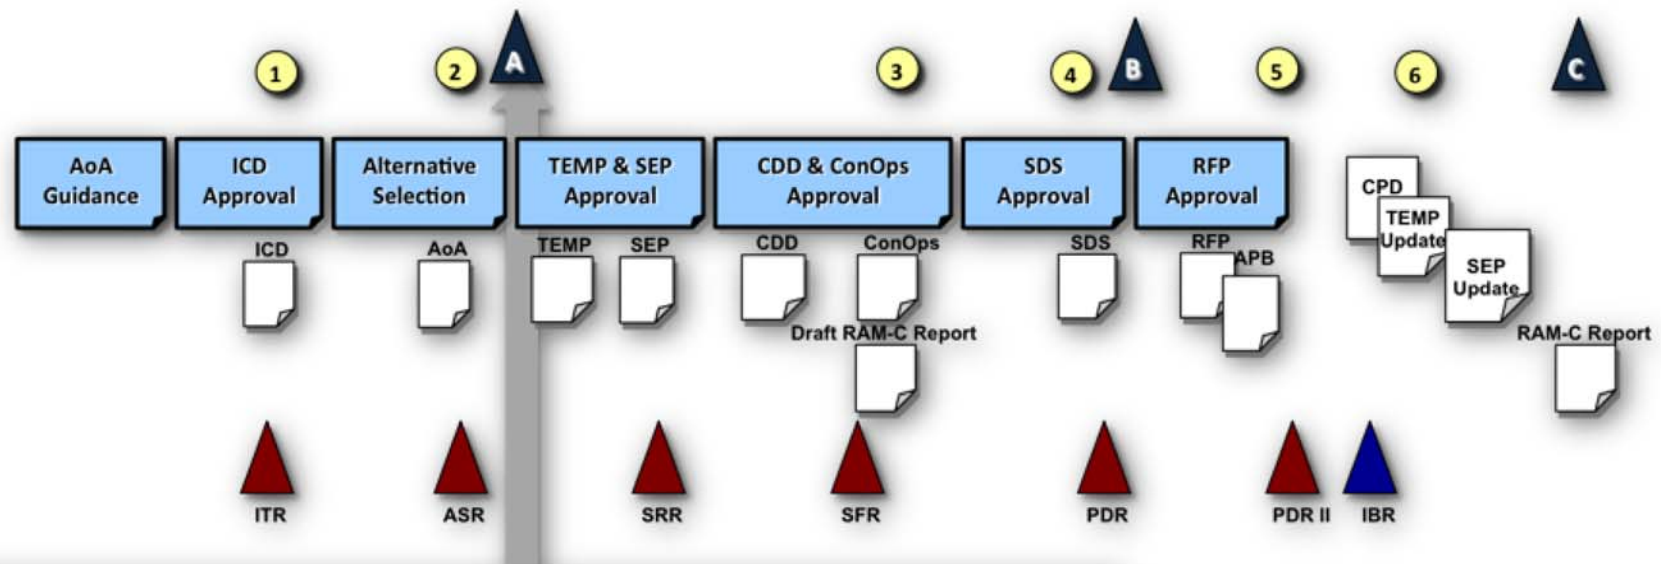 1
2
A
3
4
B
5
6
C
AoA
Guidance
ICD
Approval
Alternative
Selection
TEMP & SEP
Approval
CDD & ConOps
Approval
SDS
Approval
RFP
Approval
CPD
TEMP
Update
SEP
Update
ICD
AoA
TEMP
SEP
CDD
ConOps
SDS
RFP
APB
Draft RAM-C Report
RAM-C Report
ITR
ASR
SRR
SFR
PDR
PDR II
IBR